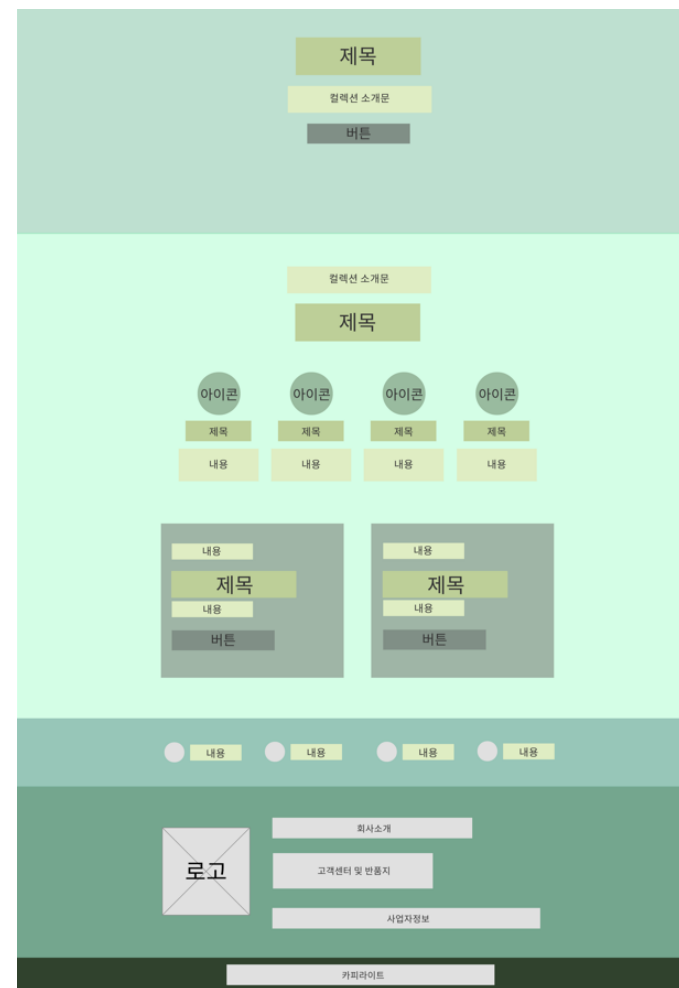 제목
컬렉션 소개문
버튼
컬렉션 소개문
제목
아이콘 아이콘 아이콘 아이콘
제목 제목 제목 제목
내용 내용 내용 내용
내용
제목
내용
버튼
내용
제목
내용
버튼
내용 내용 내용 내용
로고
회사소개
고객센터 및 반품지
사업자정보
카피라이트